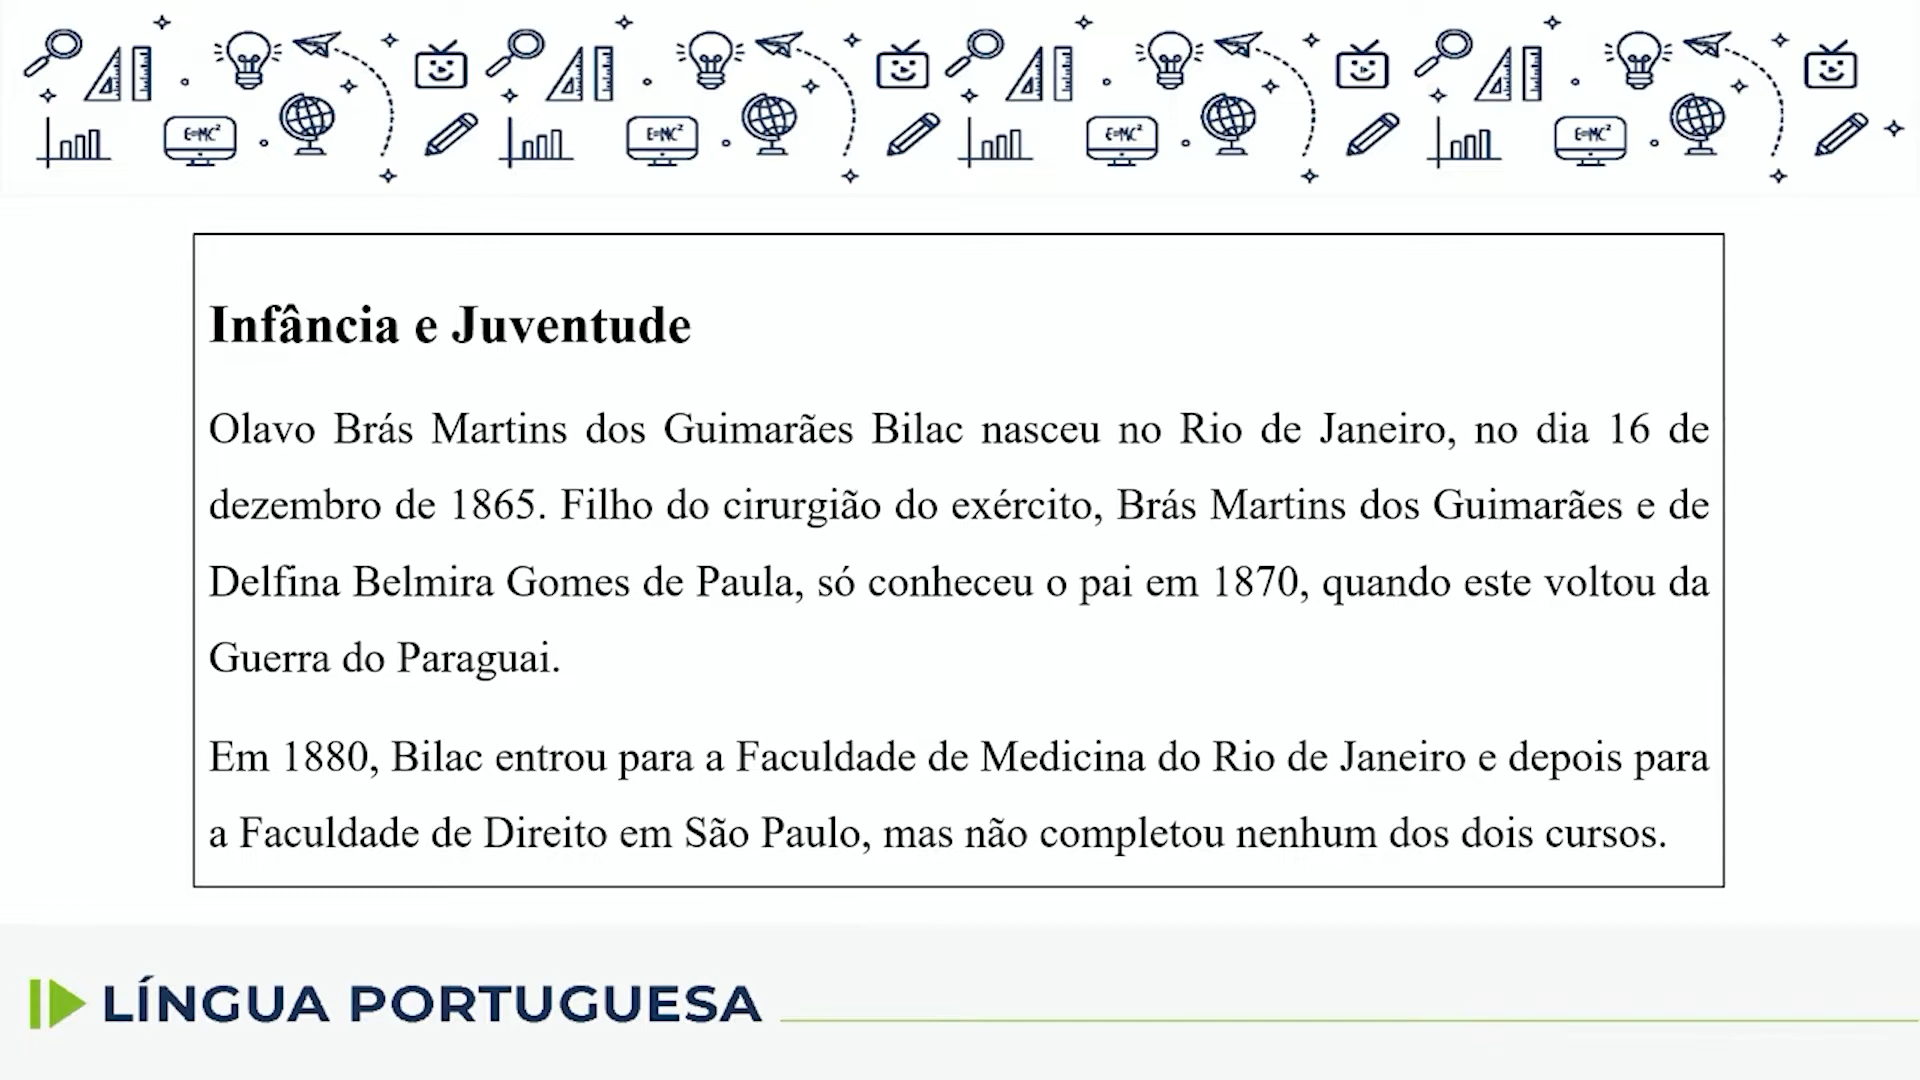 E=MC²
E=MC²
E=MC²
E=MC²
Infância e Juventude
Olavo Brás Martins dos Guimarães Bilac nasceu no Rio de Janeiro, no dia 16 de
dezembro de 1865. Filho do cirurgião do exército, Brás Martins dos Guimarães e de
Delfina Belmira Gomes de Paula, só conheceu o pai em 1870, quando este voltou da
Guerra do Paraguai.
Em 1880, Bilac entrou para a Faculdade de Medicina do Rio de Janeiro e depois para
a Faculdade de Direito em São Paulo, mas não completou nenhum dos dois cursos.
LÍNGUA PORTUGUESA